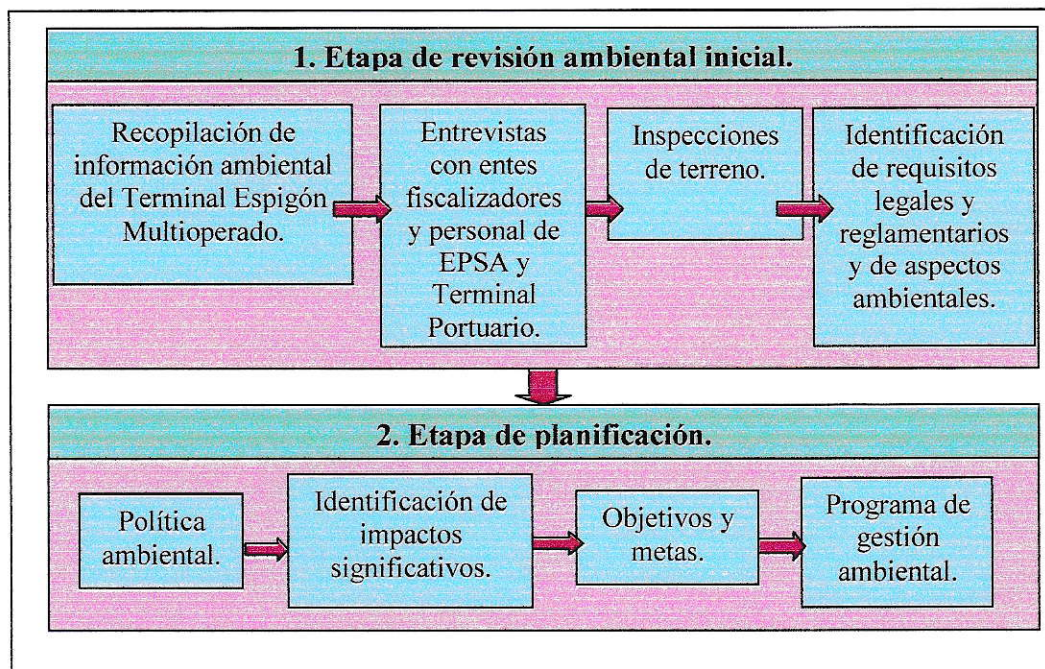 1. Etapa de revisión ambiental inicial.
Recopilación de
información ambiental
del Terminal Espigón
Multioperado.
Entrevistas
con entes
fiscalizadores
y personal de
EPSA y
Terminal
Portuario.
Inspecciones
de terreno.
Identificación
de requisitos
legales y
reglamentarios
y de aspectos
ambientales.
2. Etapa de planificación.
Política
ambiental.
Identificación de
impactos
significativos.
Objetivos y
metas.
Programa de
gestión
ambiental.